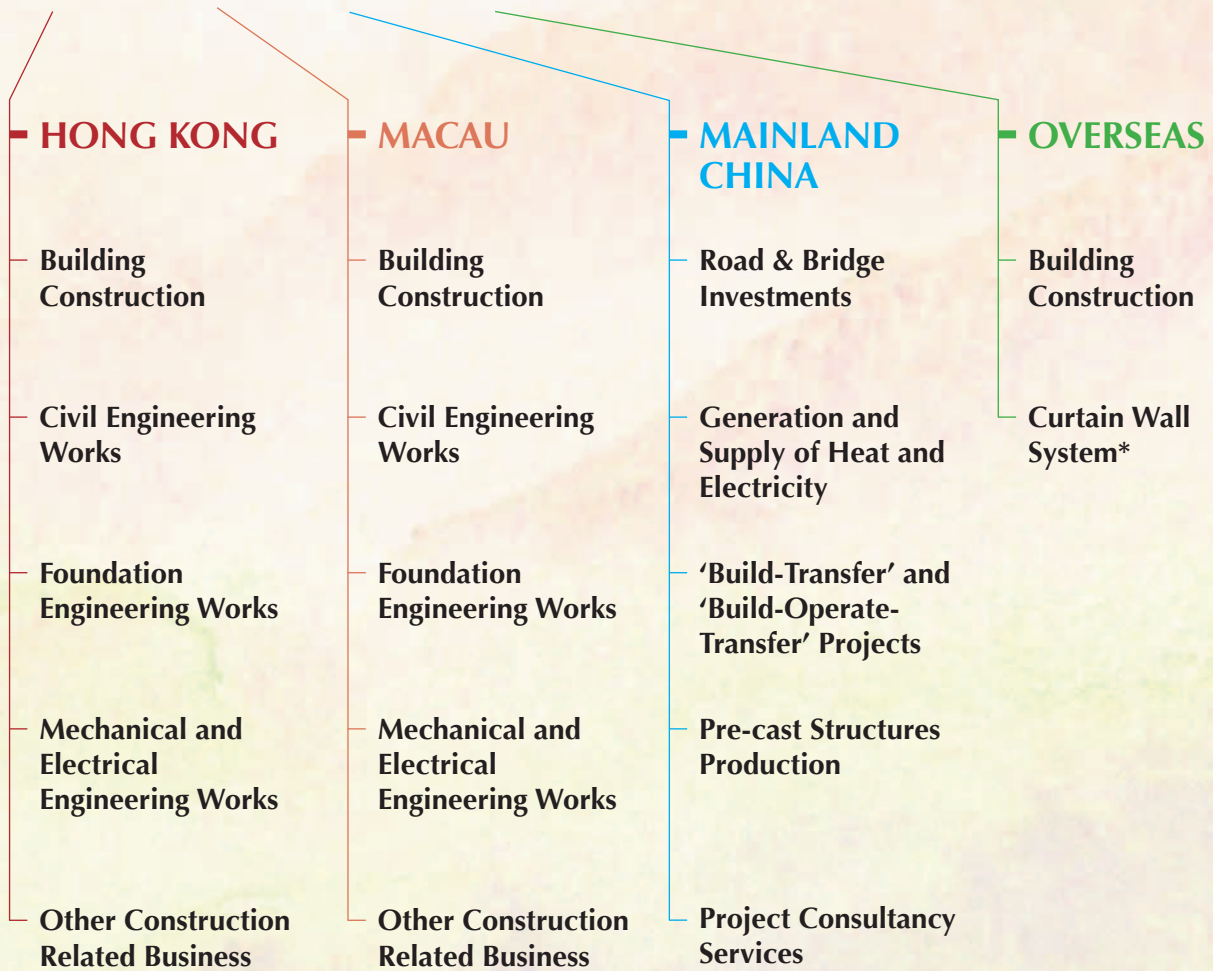 HONG KONG
Building
Construction
Civil Engineering
Works
Foundation
Engineering Works
Mechanical and
Electrical
Engineering Works
Other Construction
Related Business
MACAU
Building
Construction
Civil Engineering
Works
Foundation
Engineering Works
Mechanical and
Electrical
Engineering Works
Other Construction
Related Business
MAINLAND
CHINA
Road & Bridge
Investments
Generation and
Supply of Heat and
Electricity
‘Build-Transfer’ and
‘Build-Operate-
Transfer’ Projects
Pre-cast Structures
Production
Project Consultancy
Services
OVERSEAS
Building
Construction
Curtain Wall
System*